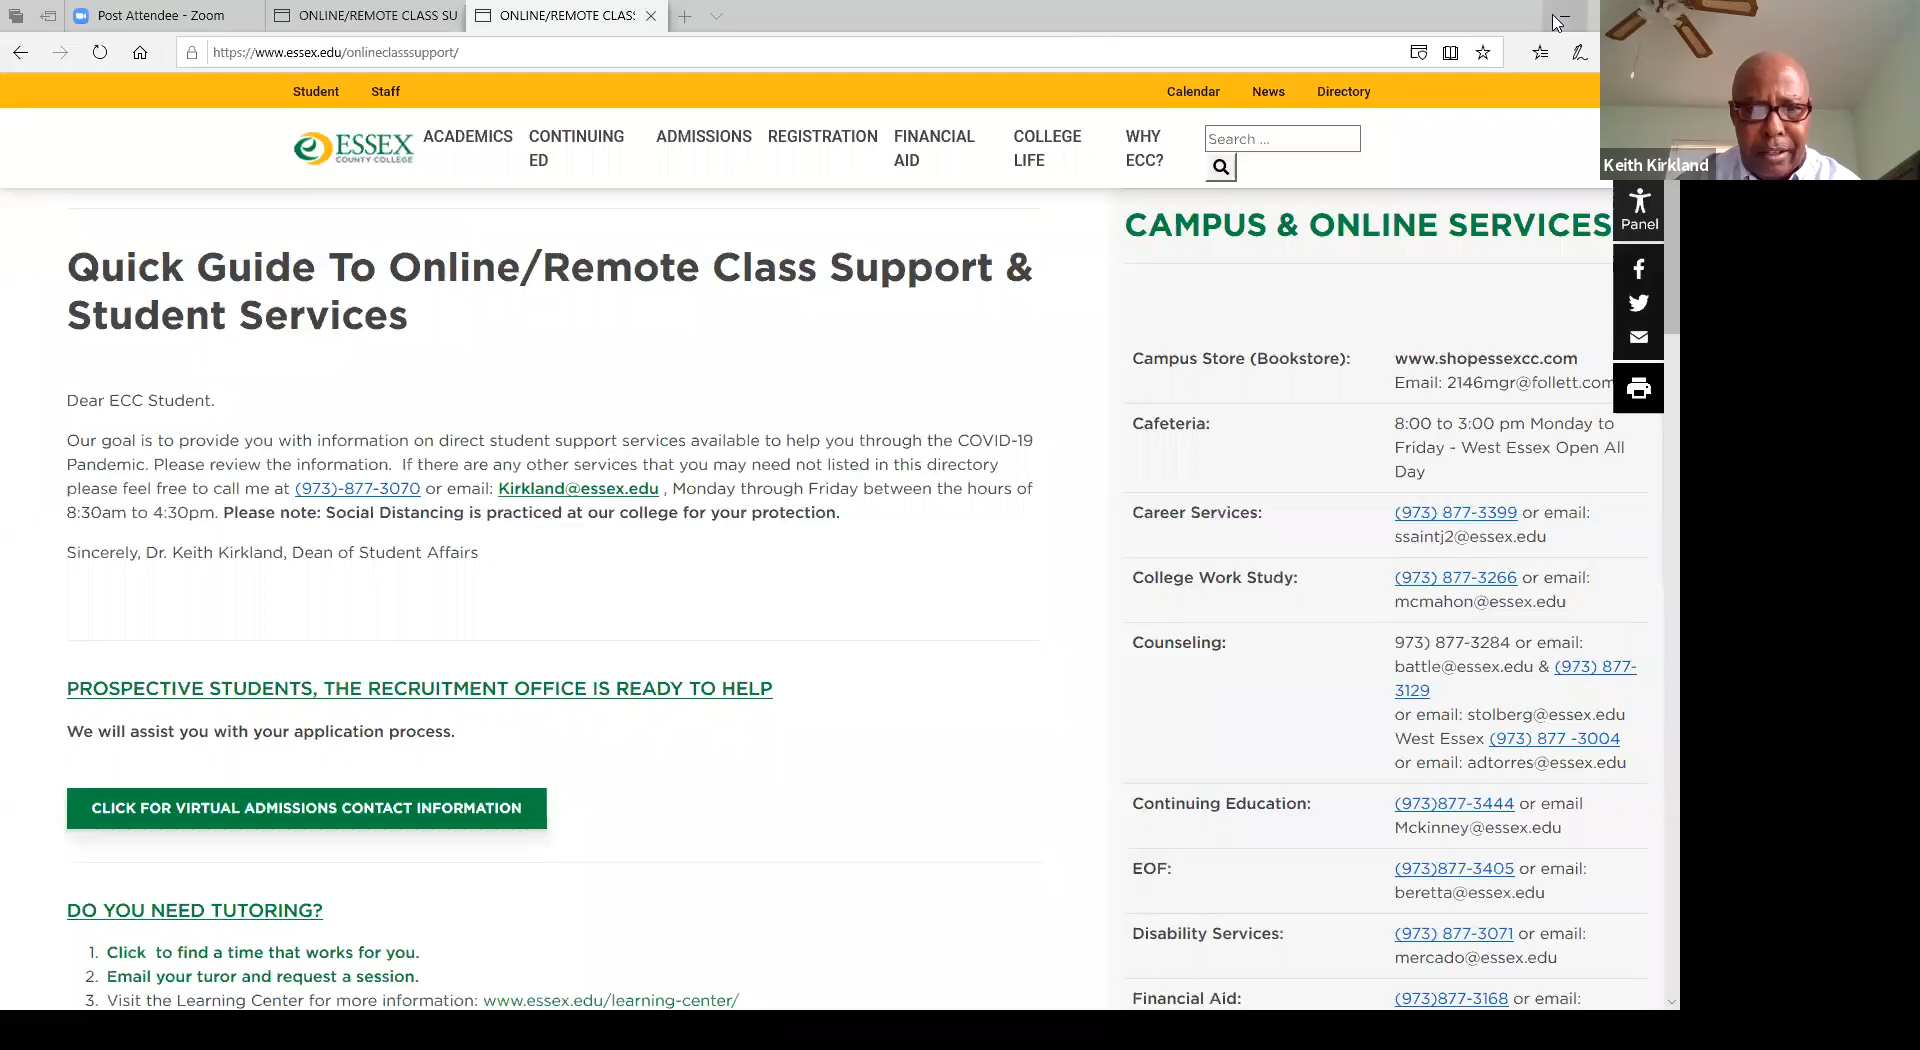 Post Attendee - Zoom
ONLINE/REMOTE CLASS SU
ONLINE/REMOTE CLAS
https://www.essex.edu/onlineclasssupport/
Student
Staff
Calendar
News
Directory
ESSEX
COUNTY COLLEGE
ACADEMICS
CONTINUING
ED
ADMISSIONS
REGISTRATION
FINANCIAL
AID
COLLEGE
LIFE
WHY
ECC?
Search ...
Keith Kirkland
Panel
Quick Guide To Online/Remote Class Support &
Student Services
Dear ECC Student.
Our goal is to provide you with information on direct student support services available to help you through the COVID-19
Pandemic. Please review the information.  If there are any other services that you may need not listed in this directory
please feel free to call me at (973)-877-3070 or email: Kirkland@essex.edu , Monday through Friday between the hours of
8:30am to 4:30pm. Please note: Social Distancing is practiced at our college for your protection.
Sincerely, Dr. Keith Kirkland, Dean of Student Affairs
PROSPECTIVE STUDENTS, THE RECRUITMENT OFFICE IS READY TO HELP
We will assist you with your application process.
CLICK FOR VIRTUAL ADMISSIONS CONTACT INFORMATION
DO YOU NEED TUTORING?
1. Click  to find a time that works for you.
2. Email your turor and request a session.
3. Visit the Learning Center for more information: www.essex.edu/learning-center/
CAMPUS & ONLINE SERVICES
Campus Store (Bookstore): www.shopessexcc.com
Email: 2146mgr@follett.com
Cafeteria: 8:00 to 3:00 pm Monday to
Friday - West Essex Open All
Day
Career Services: (973) 877-3399 or email:
ssaintj2@essex.edu
College Work Study: (973) 877-3266 or email:
mcmahon@essex.edu
Counseling: 973) 877-3284 or email:
battle@essex.edu & (973) 877-
3129
or email: stolberg@essex.edu
West Essex (973) 877 -3004
or email: adtorres@essex.edu
Continuing Education: (973)877-3444 or email
Mckinney@essex.edu
EOF: (973)877-3405 or email:
beretta@essex.edu
Disability Services: (973) 877-3071 or email:
mercado@essex.edu
Financial Aid: (973)877-3168 or email: